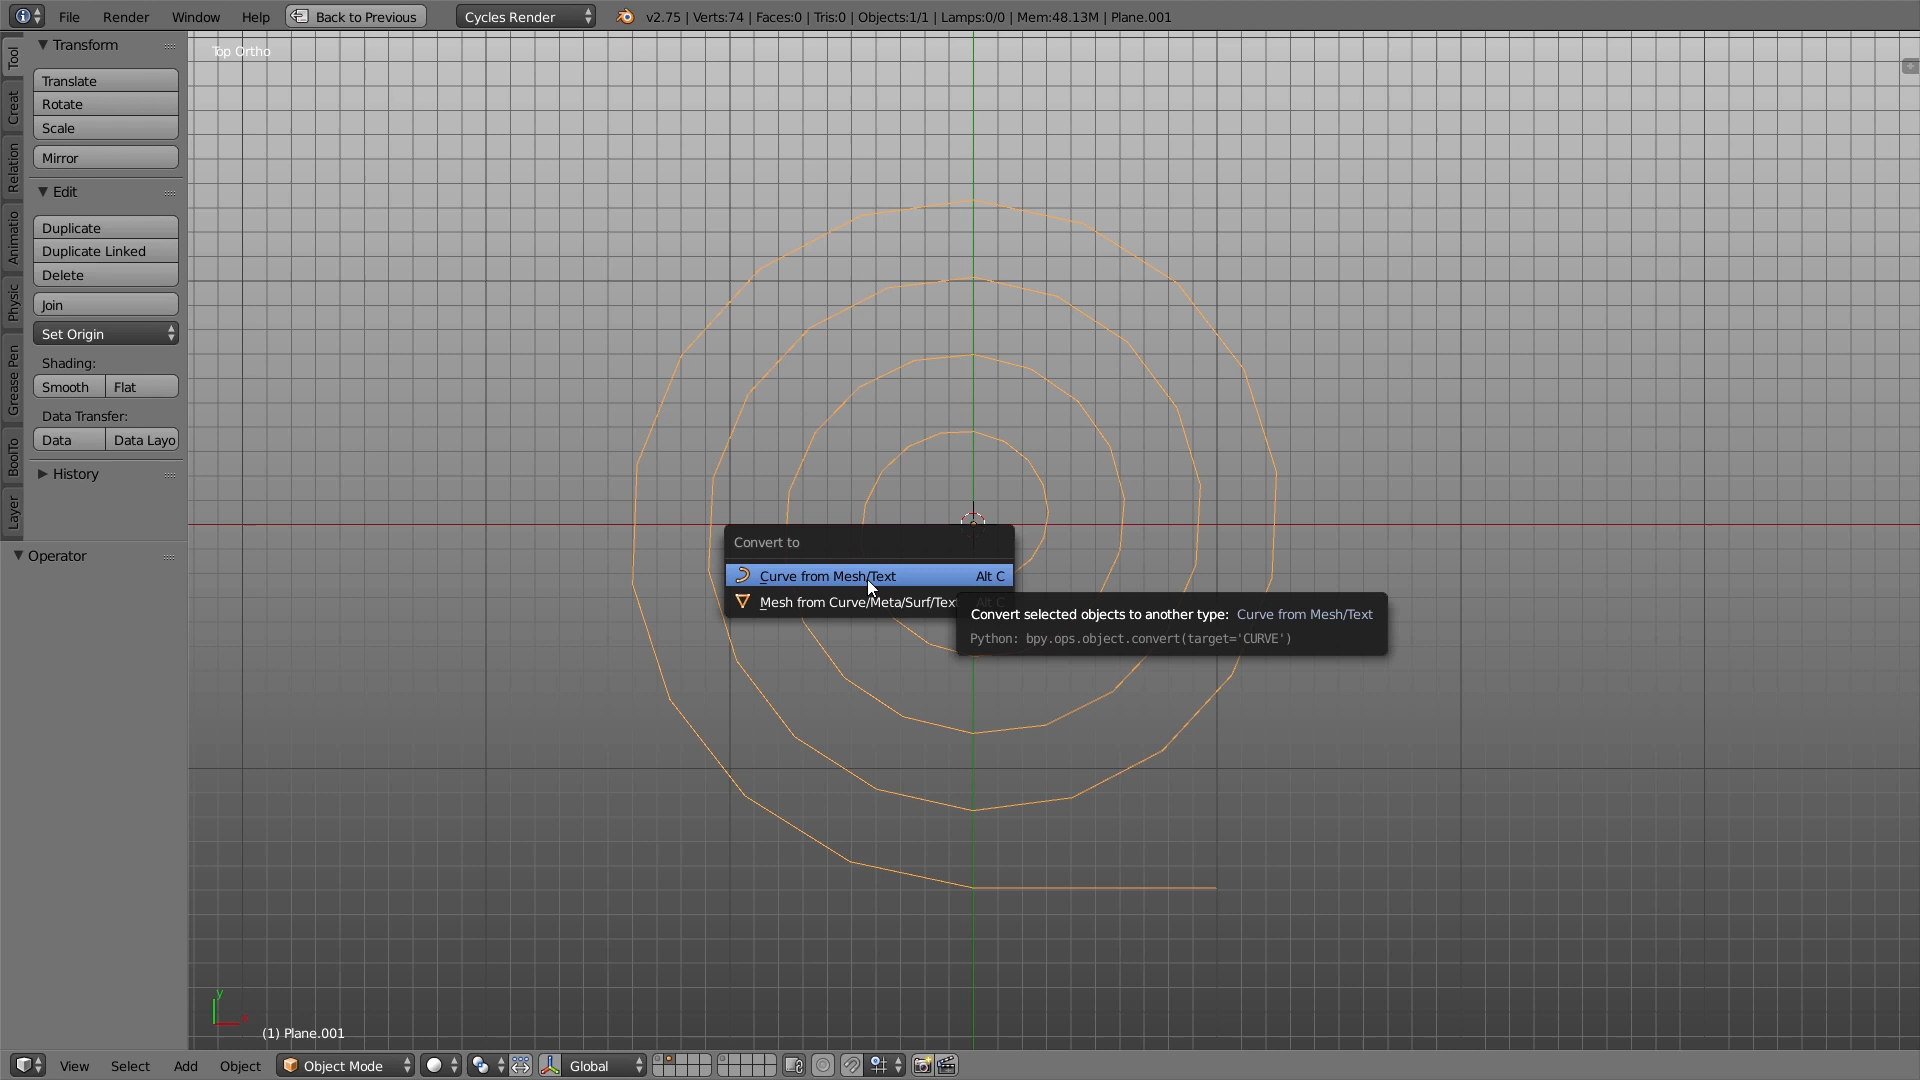 File Render Window Help Back to Previous Cycles Render v2.75 | Verts:74 | Faces:0 | Tris:0 | Objects:1/1 | Lamps:0/0 | Mem:48.13M | Plane.001
Tool
Creat
Relation
Animatio
Physic
Grease Pen
BoolTo
Layer
Transform
Translate
Rotate
Scale
Mirror
Edit
Duplicate
Duplicate Linked
Delete
Join
Set Origin
Shading:
Smooth Flat
Data Transfer:
Data Data Layo
History
Operator
Top Ortho
Convert to
Curve from Mesh/Text Alt C
Mesh from Curve/Meta/Surf/Text Alt C
Convert selected objects to another type: Curve from Mesh/Text
Python: bpy.ops.object.convert(target='CURVE')
y
x
(1) Plane.001
View Select Add Object Object Mode Global